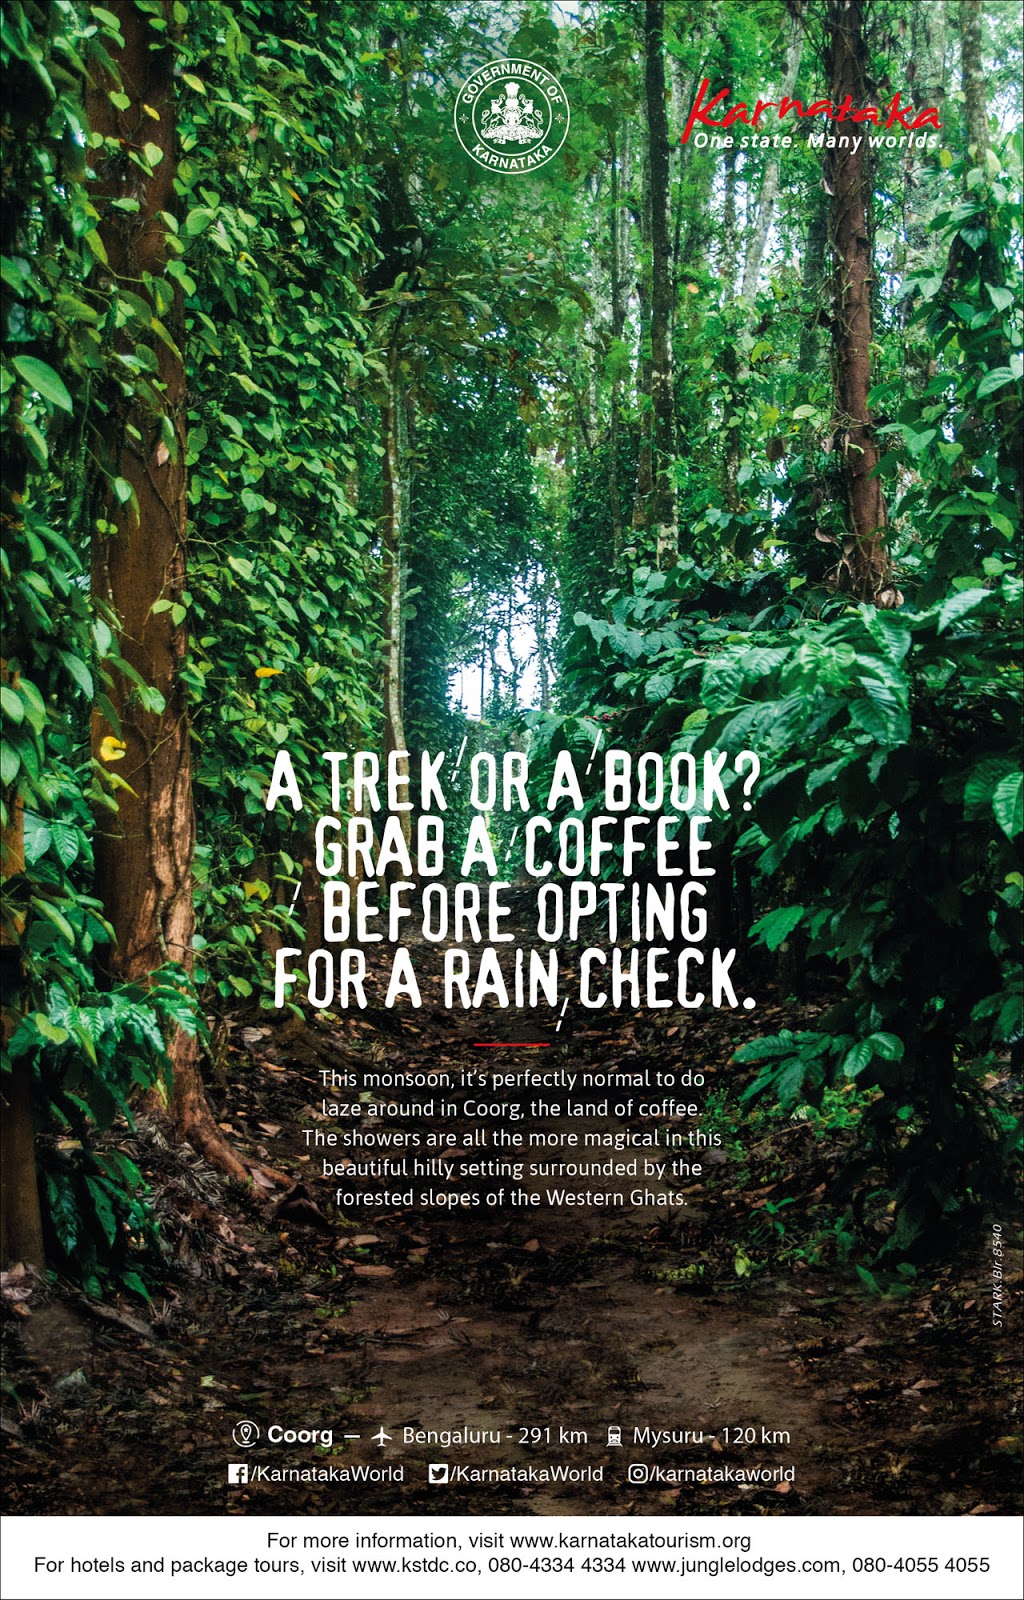 GOVERNMENT OF
KARNATAKA
Karnataka
One state. Many worlds.
A TREK OR A BOOK?
GRAB A COFFEE
BEFORE OPTING
FOR A RAIN CHECK.
This monsoon, it's perfectly normal to do
laze around in Coorg, the land of coffee.
The showers are all the more magical in this
beautiful hilly setting surrounded by the
forested slopes of the Western Ghats.
STARK.Blr.8540
Coorg – Bengaluru - 291 km Mysuru - 120 km
/KarnatakaWorld /KarnatakaWorld /karnatakaworld
For more information, visit www.karnatakatourism.org
For hotels and package tours, visit www.kstdc.co, 080-4334 4334 www.junglelodges.com, 080-4055 4055